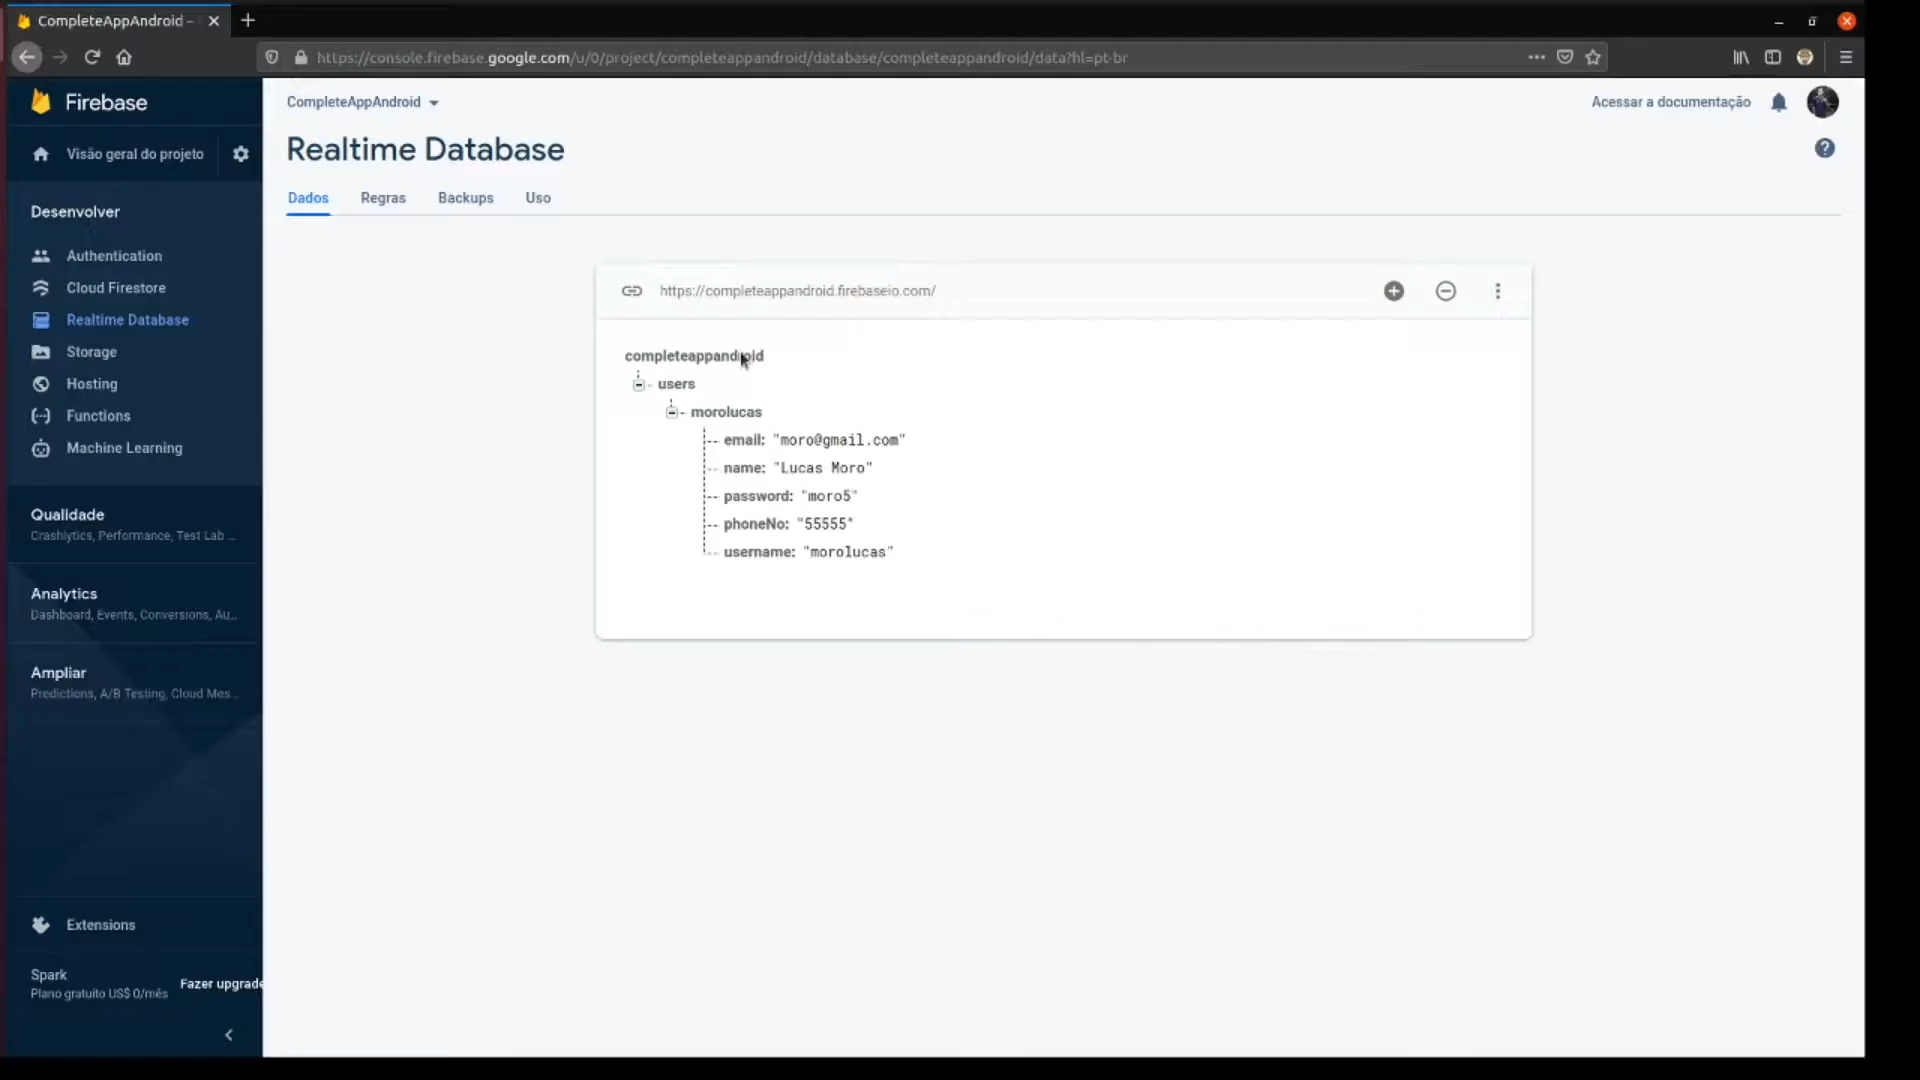 CompleteAppAndroid –
https://console.firebase.google.com/u/0/project/completeappandroid/database/completeappandroid/data?hl=pt-br
Firebase
CompleteAppAndroid
Acessar a documentação
Visão geral do projeto
Realtime Database
Dados
Regras
Backups
Uso
Desenvolver
Authentication
Cloud Firestore
Realtime Database
Storage
Hosting
Functions
Machine Learning
https://completeappandroid.firebaseio.com/
completeappandroid
users
morolucas
email: "moro@gmail.com"
name: "Lucas Moro"
password: "moro5"
phoneNo: "55555"
username: "morolucas"
Qualidade
Crashlytics, Performance, Test Lab ...
Analytics
Dashboard, Events, Conversions, Au...
Ampliar
Predictions, A/B Testing, Cloud Mes...
Extensions
Spark
Plano gratuito US$ 0/mês
Fazer upgrade